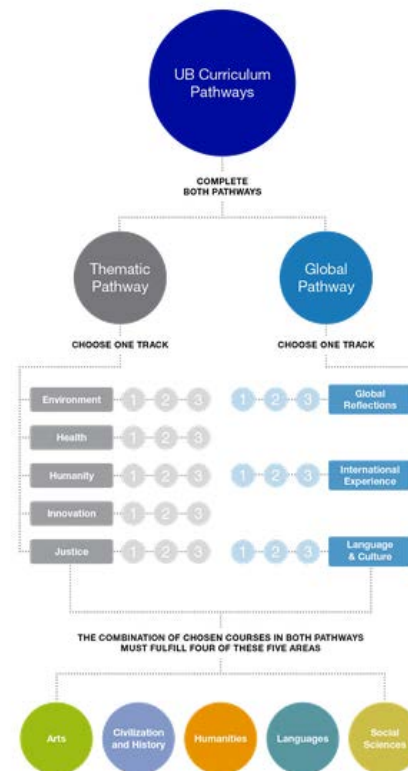 UB Curriculum
Pathways
COMPLETE
BOTH PATHWAYS
Thematic
Pathway
Global
Pathway
CHOOSE ONE TRACK
CHOOSE ONE TRACK
Environment 1 2 3
1 2 3 Global
Reflections
Health 1 2 3
Humanity 1 2 3
1 2 3 International
Experience
Innovation 1 2 3
Justice 1 2 3
1 2 3 Language
& Culture
THE COMBINATION OF CHOSEN COURSES IN BOTH PATHWAYS
MUST FULFILL FOUR OF THESE FIVE AREAS
Arts
Civilization
and History
Humanities
Languages
Social
Sciences